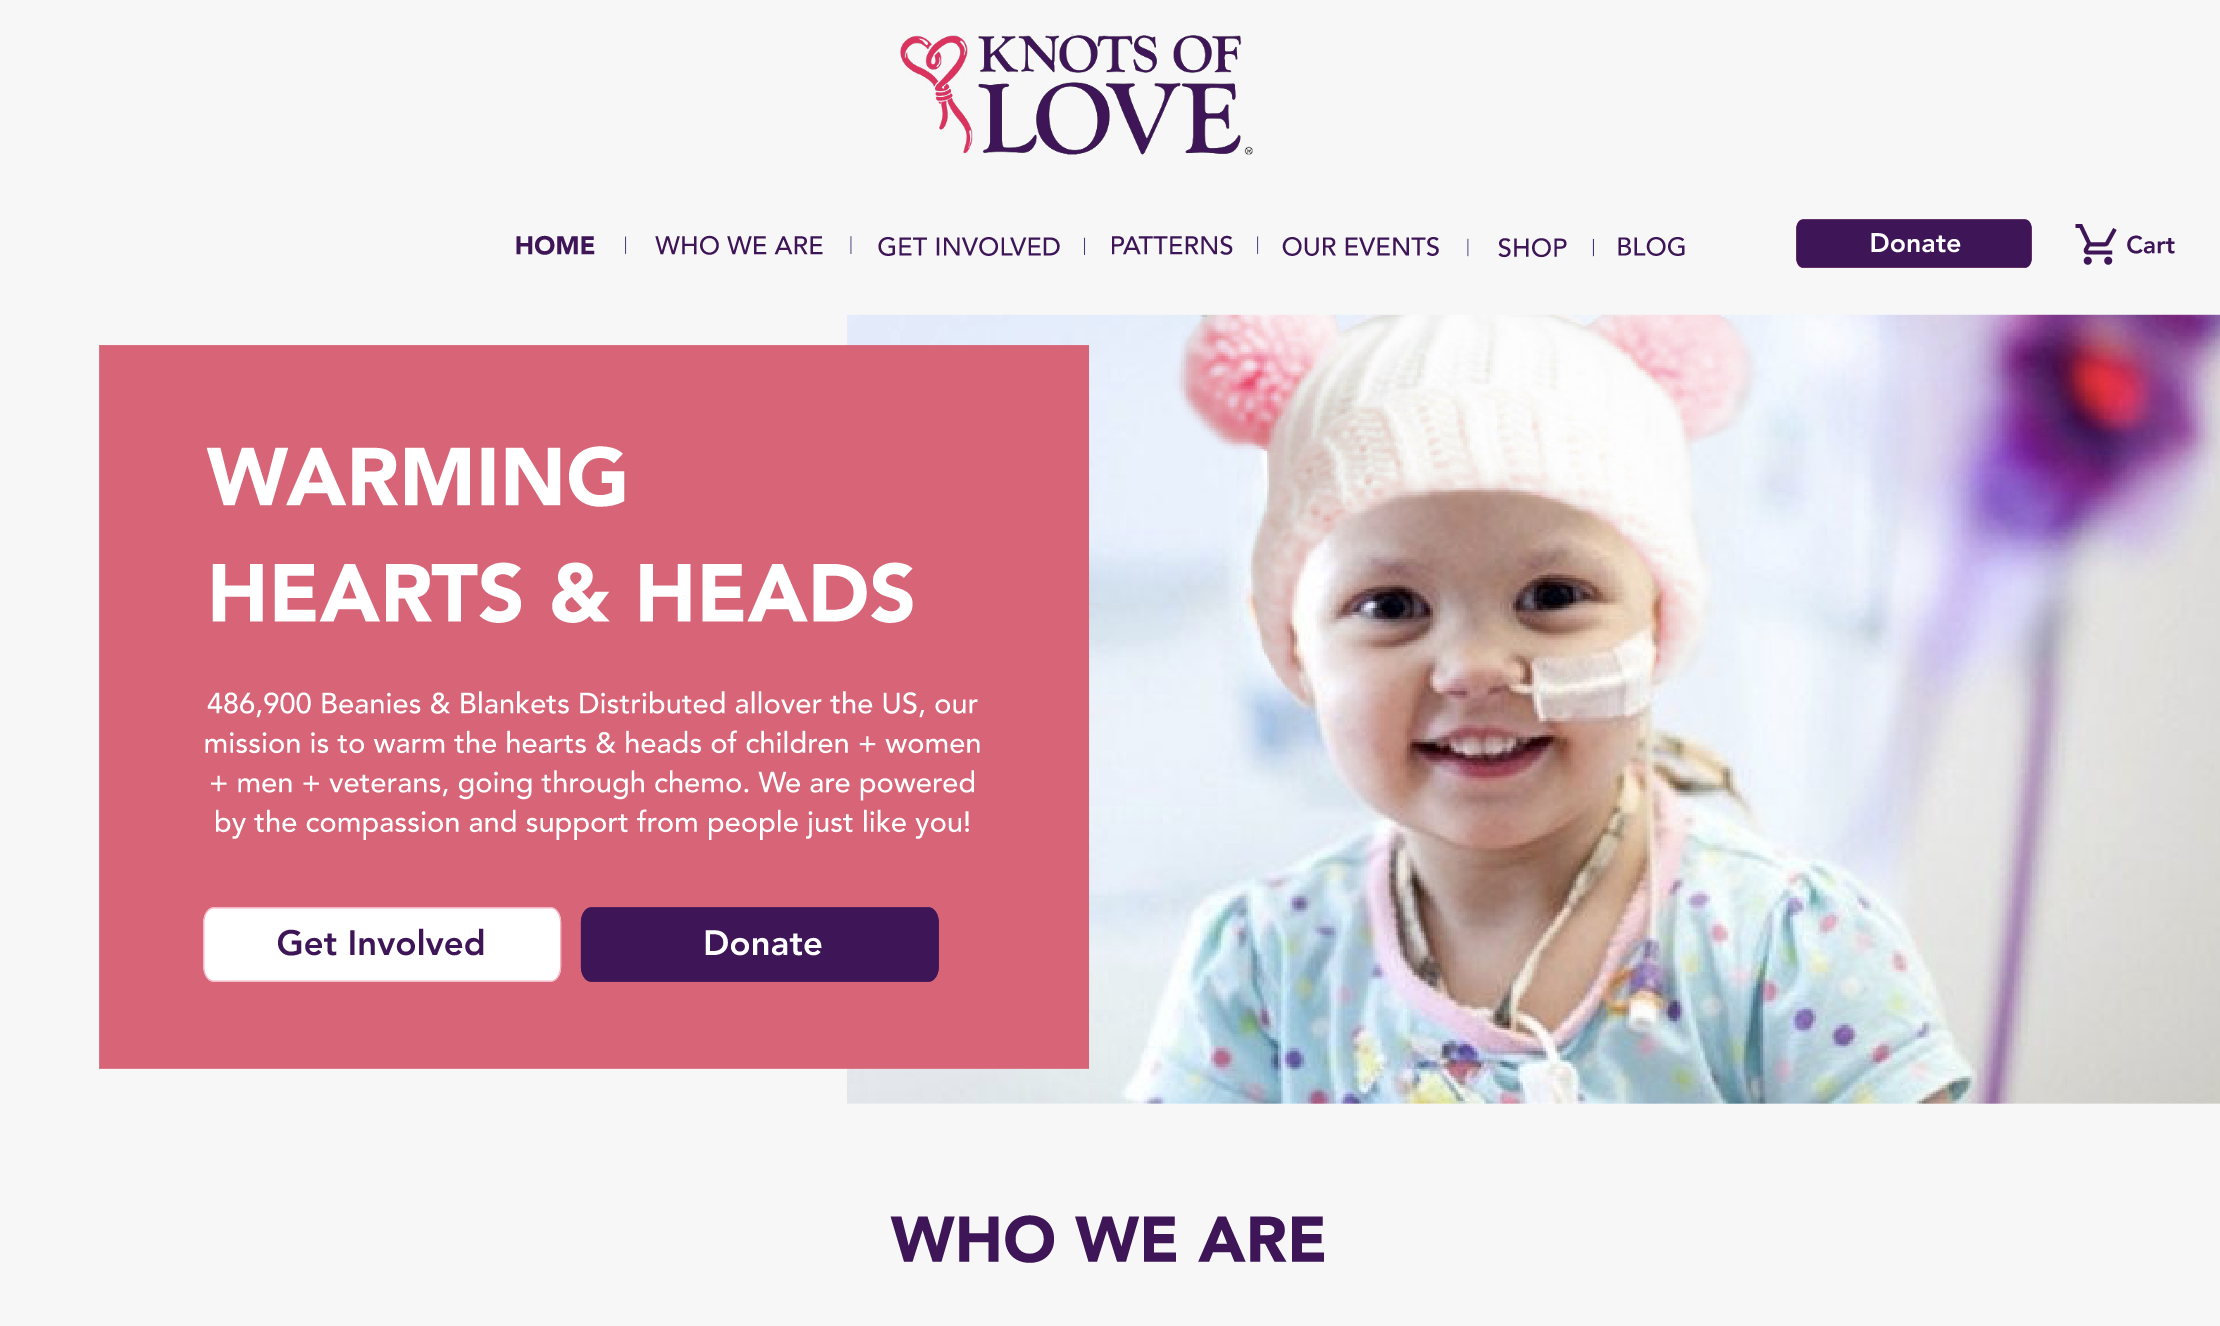 KNOTS OF
LOVE®
HOME | WHO WE ARE | GET INVOLVED | PATTERNS | OUR EVENTS | SHOP | BLOG
Donate
Cart
WARMING
HEARTS & HEADS
486,900 Beanies & Blankets Distributed allover the US, our
mission is to warm the hearts & heads of children + women
+ men + veterans, going through chemo. We are powered
by the compassion and support from people just like you!
Get Involved
Donate
WHO WE ARE